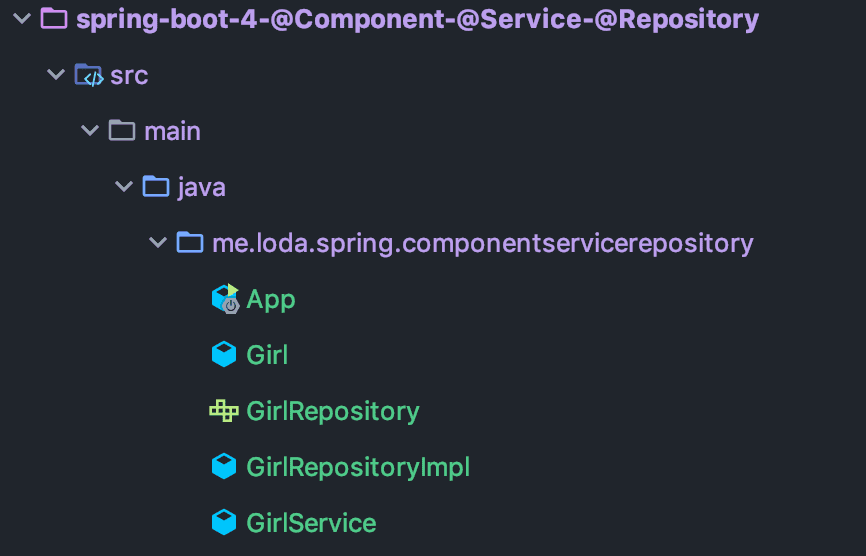 spring-boot-4-@Component-@Service-@Repository
src
main
java
me.loda.spring.componentservicerepository
App
Girl
GirlRepository
GirlRepositoryImpl
GirlService